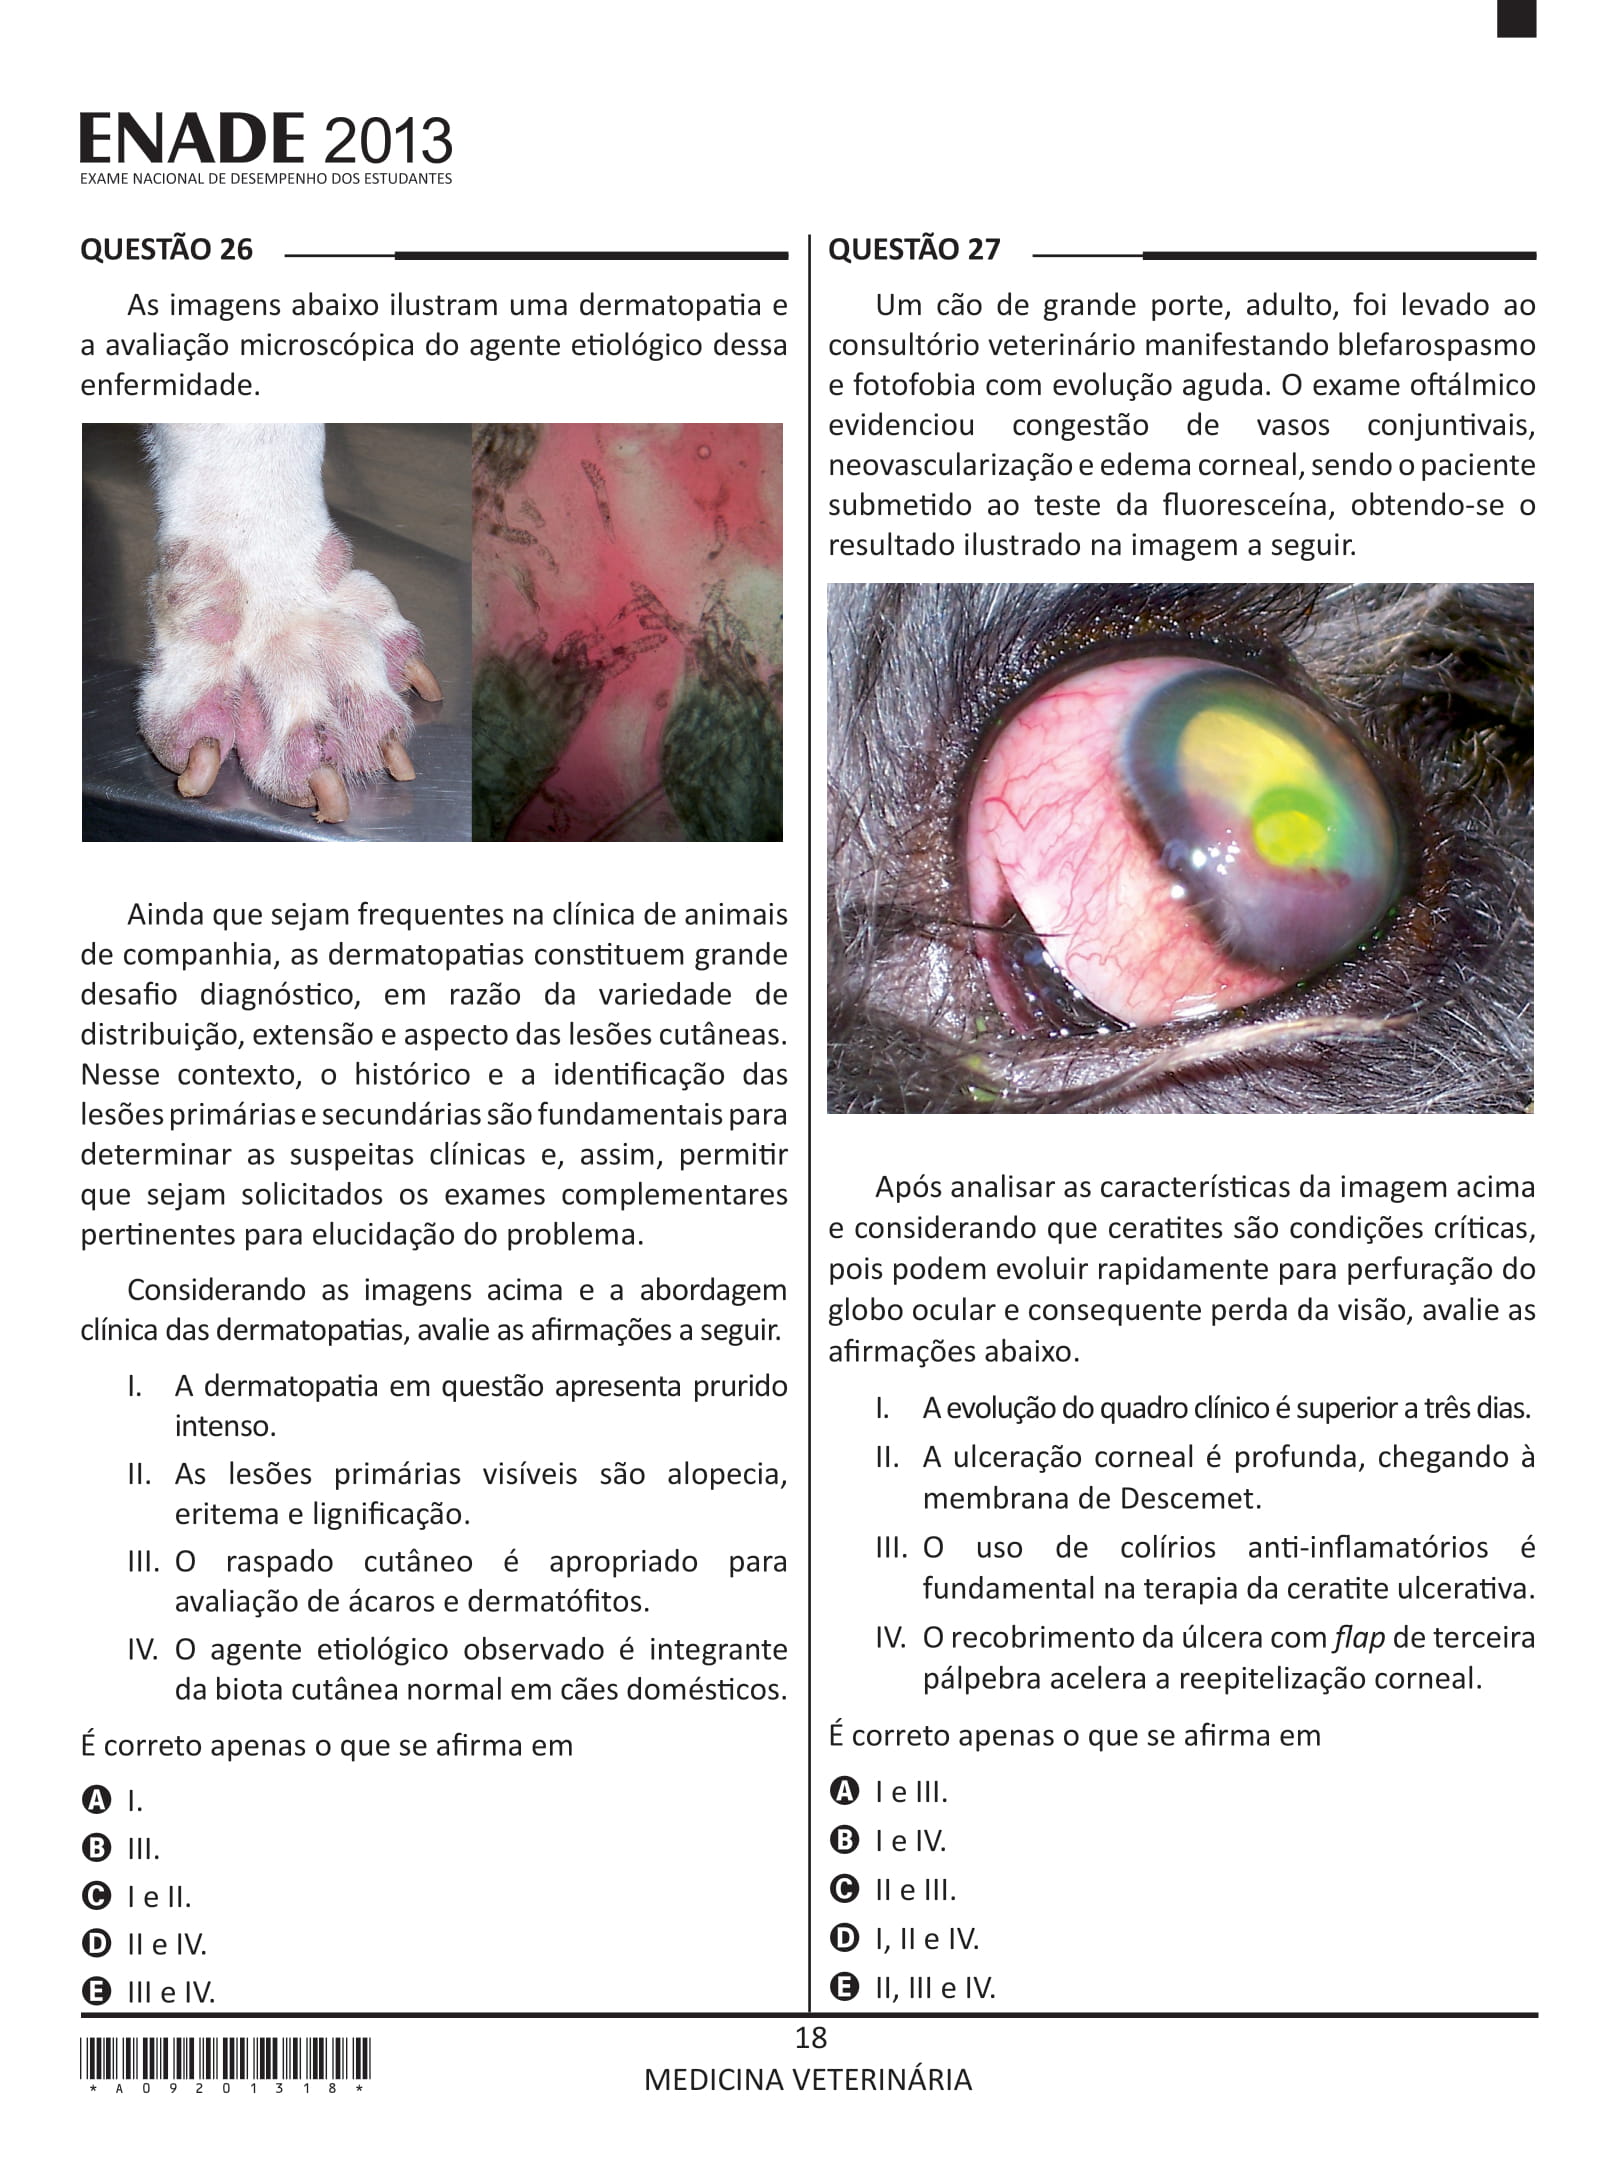 ENADE 2013
EXAME NACIONAL DE DESEMPENHO DOS ESTUDANTES
QUESTÃO 26
As imagens abaixo ilustram uma dermatopatia e
a avaliação microscópica do agente etiológico dessa
enfermidade.
Ainda que sejam frequentes na clínica de animais
de companhia, as dermatopatias constituem grande
desafio diagnóstico, em razão da variedade de
distribuição, extensão e aspecto das lesões cutâneas.
Nesse contexto, o histórico e a identificação das
lesões primárias e secundárias são fundamentais para
determinar as suspeitas clínicas e, assim, permitir
que sejam solicitados os exames complementares
pertinentes para elucidação do problema.
Considerando as imagens acima e a abordagem
clínica das dermatopatias, avalie as afirmações a seguir.
I. A dermatopatia em questão apresenta prurido
intenso.
II. As lesões primárias visíveis são alopecia,
eritema e lignificação.
III. O raspado cutâneo é apropriado para
avaliação de ácaros e dermatófitos.
IV. O agente etiológico observado é integrante
da biota cutânea normal em cães domésticos.
É correto apenas o que se afirma em
A I.
B III.
C I e II.
D II e IV.
E III e IV.
QUESTÃO 27
Um cão de grande porte, adulto, foi levado ao
consultório veterinário manifestando blefarospasmo
e fotofobia com evolução aguda. O exame oftálmico
evidenciou congestão de vasos conjuntivais,
neovascularização e edema corneal, sendo o paciente
submetido ao teste da fluoresceína, obtendo-se o
resultado ilustrado na imagem a seguir.
Após analisar as características da imagem acima
e considerando que ceratites são condições críticas,
pois podem evoluir rapidamente para perfuração do
globo ocular e consequente perda da visão, avalie as
afirmações abaixo.
I. A evolução do quadro clínico é superior a três dias.
II. A ulceração corneal é profunda, chegando à
membrana de Descemet.
III. O uso de colírios anti-inflamatórios é
fundamental na terapia da ceratite ulcerativa.
IV. O recobrimento da úlcera com flap de terceira
pálpebra acelera a reepitelização corneal.
É correto apenas o que se afirma em
A I e III.
B I e IV.
C II e III.
D I, II e IV.
E II, III e IV.
* A 0 9 2 0 1 3 1 8 *
18
MEDICINA VETERINÁRIA